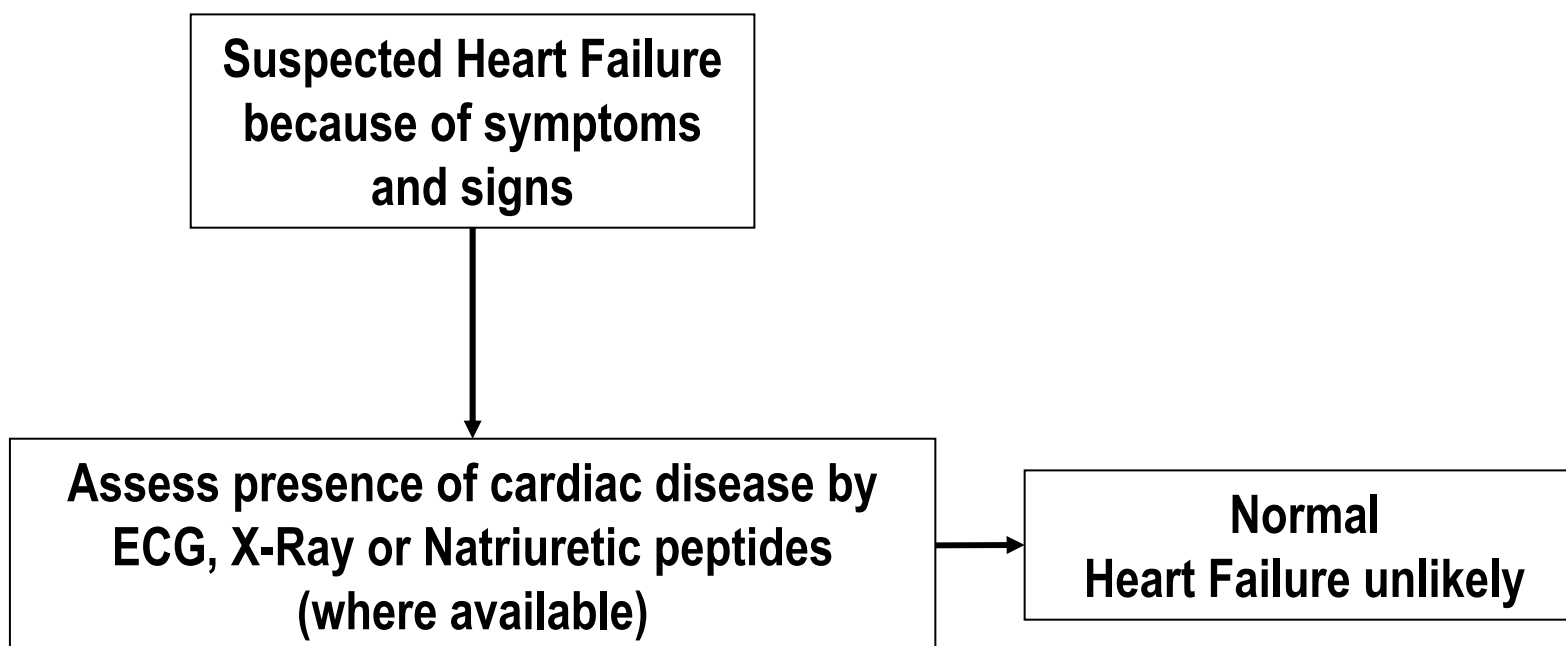 Suspected Heart Failure
because of symptoms
and signs
Assess presence of cardiac disease by
ECG, X-Ray or Natriuretic peptides
(where available)
Normal
Heart Failure unlikely